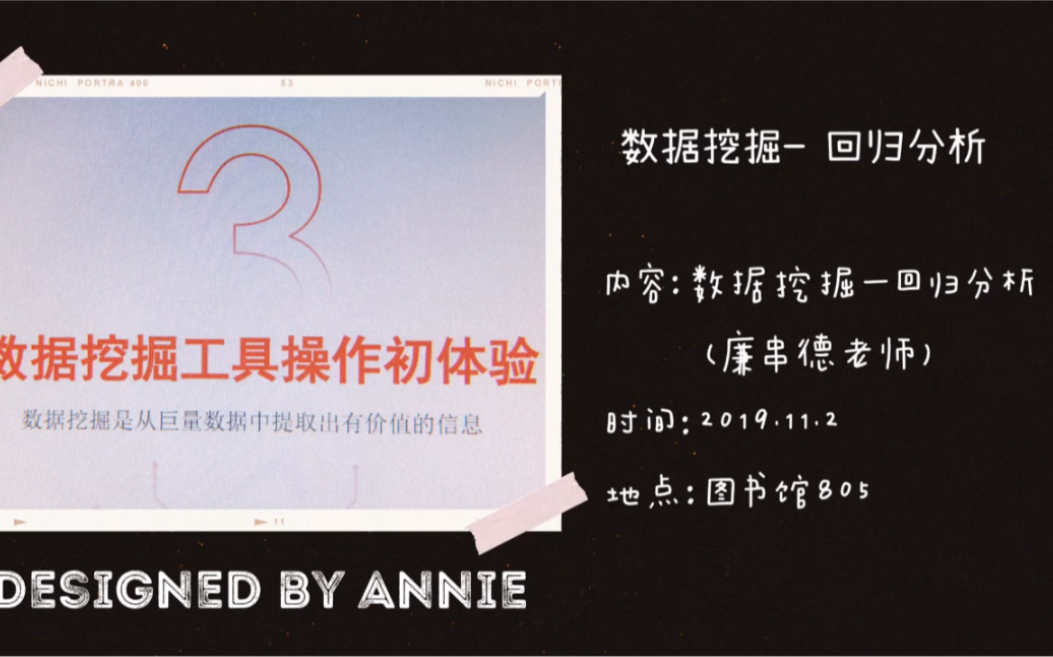 NICHI PORTRA 400
53
NICHI PORT
3
数据挖掘工具操作初体验
数据挖掘是从巨量数据中提取出有价值的信息
11
DESIGNED BY ANNIE
数据挖掘- 回归分析
内容:数据挖掘一回归分析
(廉串德老师)
时间:2019.11.2
地点:图书馆805